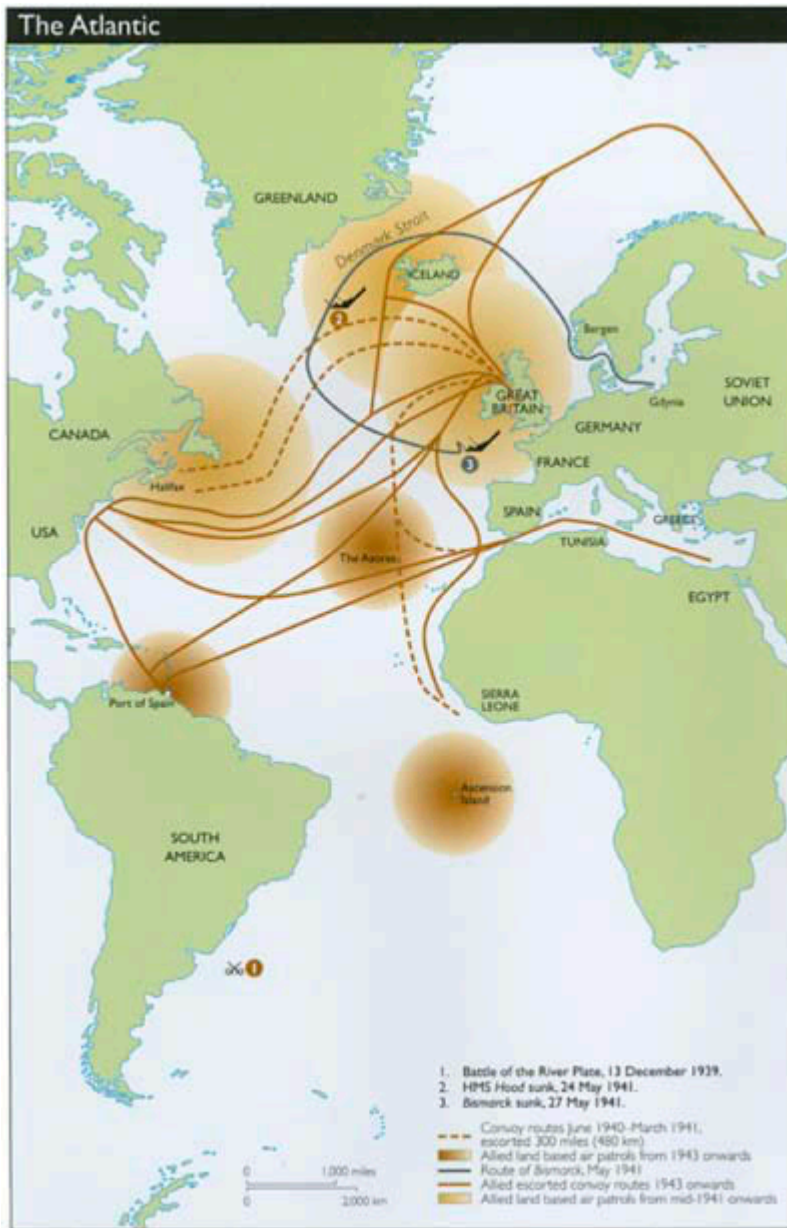 The Atlantic
GREENLAND
Denmark Strait
ICELAND
2
Bergen
GREAT
BRITAIN
Gdynia
SOVIET
UNION
CANADA
GERMANY
3
FRANCE
Halifax
SPAIN
GREECE
USA
The Azores
TUNISIA
EGYPT
Port of Spain
SIERRA
LEONE
Ascension
Island
SOUTH
AMERICA
1
1. Battle of the River Plate, 13 December 1939.
2. HMS Hood sunk, 24 May 1941.
3. Bismarck sunk, 27 May 1941.
Convoy routes June 1940–March 1941,
escorted 300 miles (480 km)
Allied land based air patrols from 1943 onwards
Route of Bismarck, May 1941
Allied escorted convoy routes 1943 onwards
Allied land based air patrols from mid-1941 onwards
0 1,000 miles
0 2,000 km